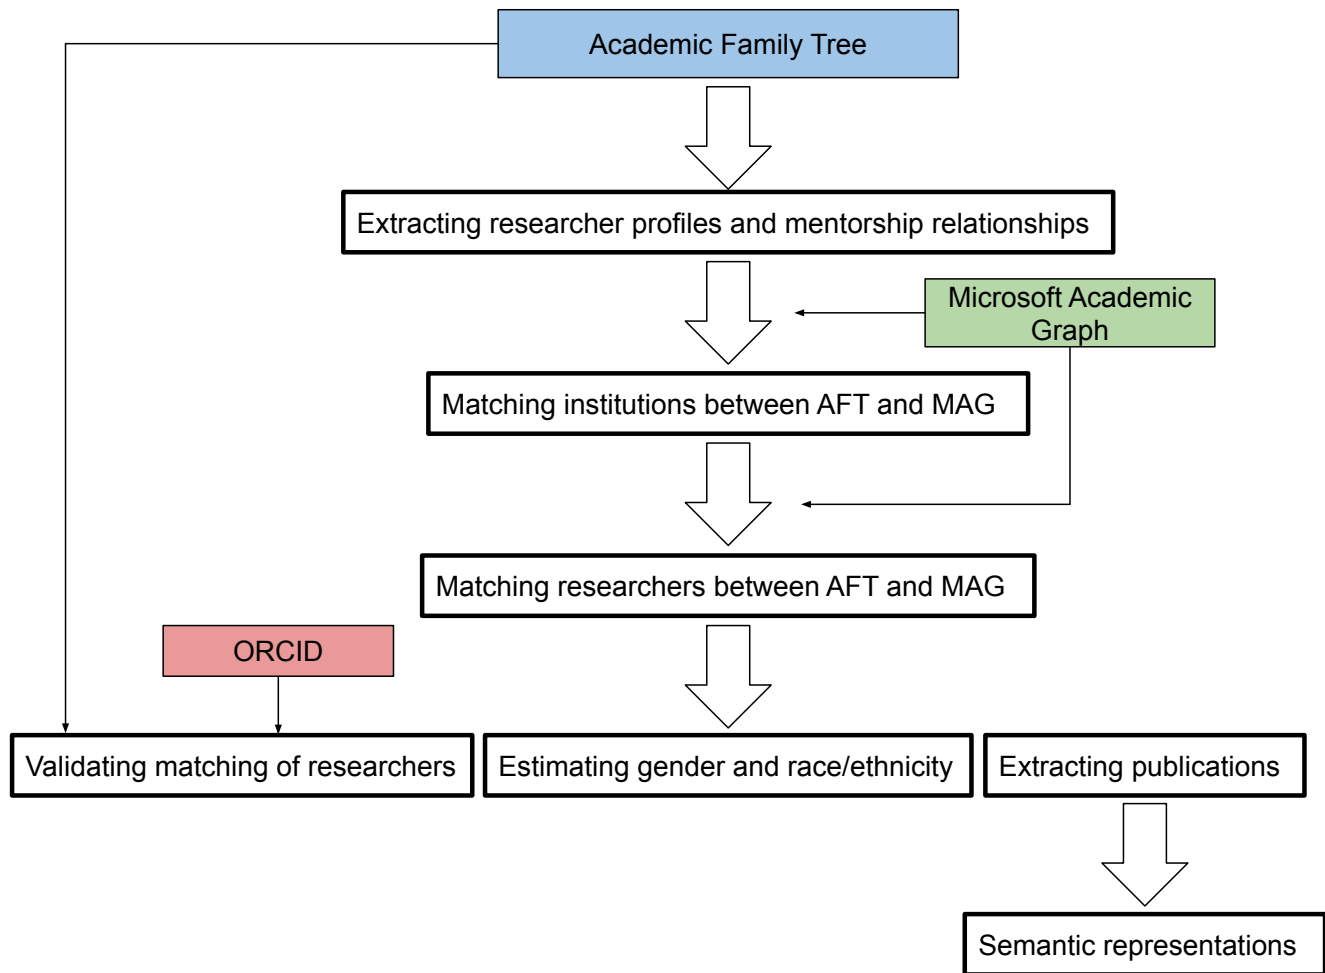 Academic Family Tree
Extracting researcher profiles and mentorship relationships
Microsoft Academic
Graph
Matching institutions between AFT and MAG
Matching researchers between AFT and MAG
ORCID
Validating matching of researchers
Estimating gender and race/ethnicity
Extracting publications
Semantic representations